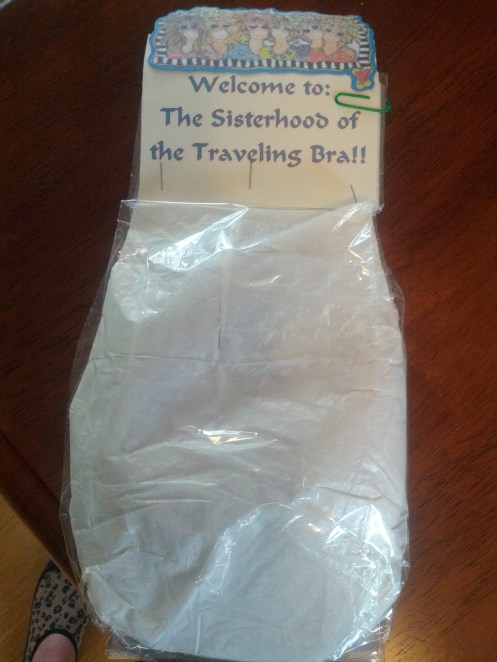 Welcome to:
The Sisterhood of
the Traveling Bra!!